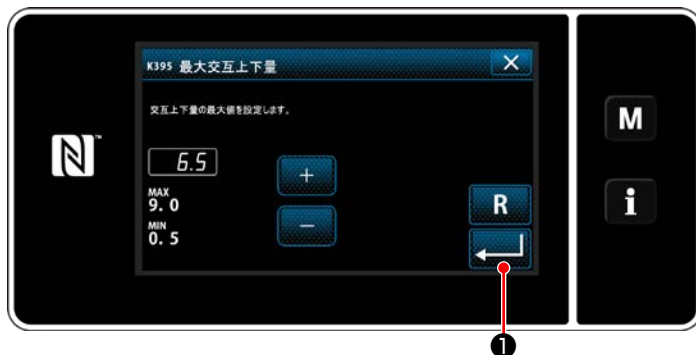 K395 最大交互上下量
交互上下量の最大値を設定します。
6.5
MAX
9. 0
MIN
0. 5
+
−
R
M
i
N
❶